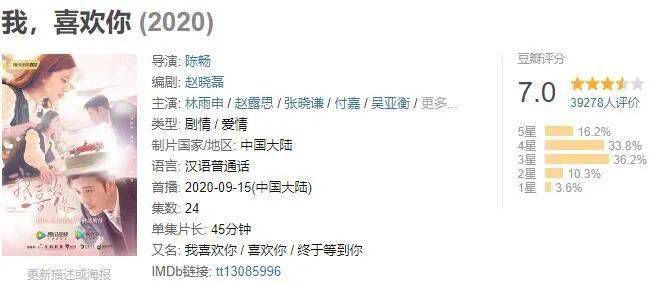 我，喜欢你 (2020)
导演: 陈畅
编剧: 赵晓磊
主演: 林雨申 / 赵露思 / 张晓谦 / 付嘉 / 吴亚衡 / 更多...
类型: 剧情 / 爱情
制片国家/地区: 中国大陆
语言: 汉语普通话
首播: 2020-09-15(中国大陆)
集数: 24
单集片长: 45分钟
又名: 我喜欢你 / 喜欢你 / 终于等到你
IMDb链接: tt13085996
我喜欢你
更新描述或海报
豆瓣评分
7.0
39278人评价
5星 16.2%
4星 33.8%
3星 36.2%
2星 10.3%
1星 3.6%